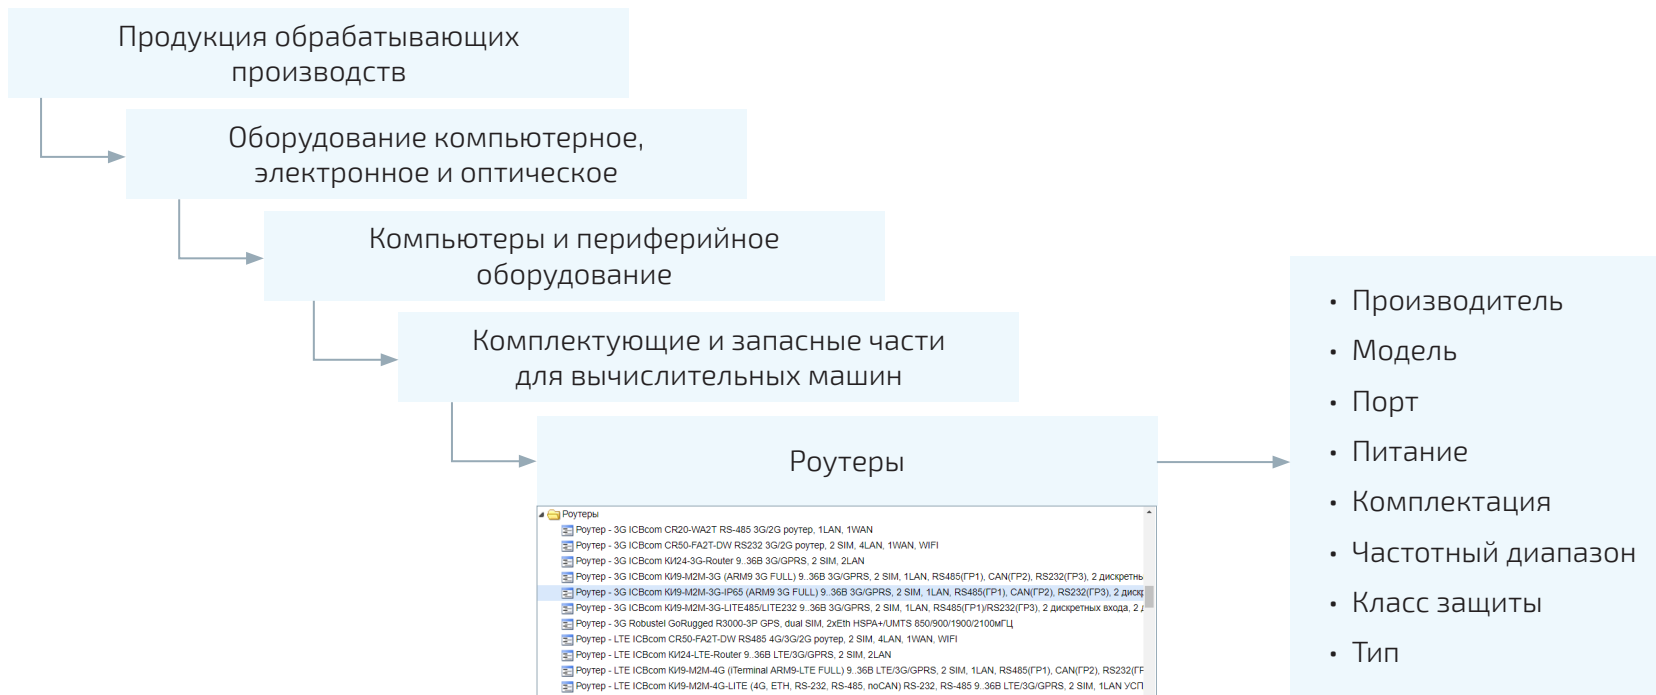 Продукция обрабатывающих
производств
Оборудование компьютерное,
электронное и оптическое
Компьютеры и периферийное
оборудование
Комплектующие и запасные части
для вычислительных машин
Роутеры
Роутеры
Роутер - 3G ICBcom CR20-WA2T RS-485 3G/2G роутер, 1LAN, 1WAN
Роутер - 3G ICBcom CR50-FA2T-DW RS232 3G/2G роутер, 2 SIM, 4LAN, 1WAN, WIFI
Роутер - 3G ICBcom КИ24-3G-Router 9..36В 3G/GPRS, 2 SIM, 2LAN
Роутер - 3G ICBcom КИ9-M2M-3G (ARM9 3G FULL) 9..36В 3G/GPRS, 2 SIM, 1LAN, RS485(ГР1), CAN(ГР2), RS232(ГР3), 2 дискретнь
Роутер - 3G ICBcom КИ9-M2M-3G-IP65 (ARM9 3G FULL) 9..36В 3G/GPRS, 2 SIM, 1LAN, RS485(ГР1), CAN(ГР2), RS232(ГР3), 2 диск
Роутер - 3G ICBcom КИ9-M2M-3G-LITE485/LITE232 9..36В 3G/GPRS, 2 SIM, 1LAN, RS485(ГР1)/RS232(ГР3), 2 дискретных входа, 2
Роутер - 3G Robustel GoRugged R3000-3P GPS, dual SIM, 2xEth HSPA+/UMTS 850/900/1900/2100мГЦ
Роутер - LTE ICBcom CR50-FA2T-DW RS485 4G/3G/2G роутер, 2 SIM, 4LAN, 1WAN, WIFI
Роутер - LTE ICBcom КИ24-LTE-Router 9..36В LTE/3G/GPRS, 2 SIM, 2LAN
Роутер - LTE ICBcom КИ9-M2M-4G (iTerminal ARM9-LTE FULL) 9..36В LTE/3G/GPRS, 2 SIM, 1LAN, RS485(ГР1), CAN(ГР2), RS232(ГР
Роутер - LTE ICBcom КИ9-M2M-4G-LITE (4G, ETH, RS-232, RS-485, noCAN) RS-232, RS-485 9..36В LTE/3G/GPRS, 2 SIM, 1LAN УСП
• Производитель
• Модель
• Порт
• Питание
• Комплектация
• Частотный диапазон
• Класс защиты
• Тип